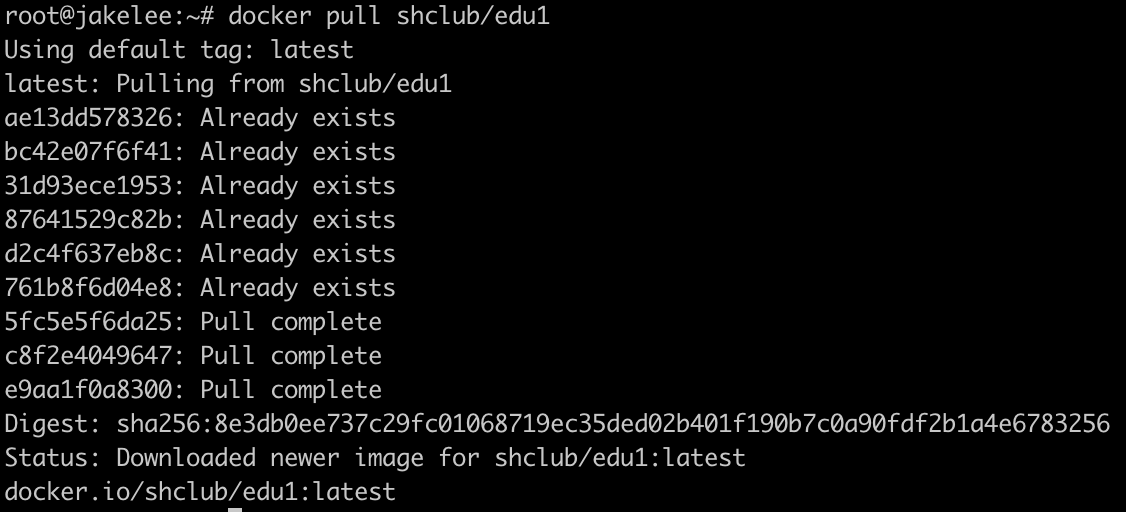 root@jakelee:~# docker pull shclub/edu1
Using default tag: latest
latest: Pulling from shclub/edu1
ae13dd578326: Already exists
bc42e07f6f41: Already exists
31d93ece1953: Already exists
87641529c82b: Already exists
d2c4f637eb8c: Already exists
761b8f6d04e8: Already exists
5fc5e5f6da25: Pull complete
c8f2e4049647: Pull complete
e9aa1f0a8300: Pull complete
Digest: sha256:8e3db0ee737c29fc01068719ec35ded02b401f190b7c0a90fdf2b1a4e6783256
Status: Downloaded newer image for shclub/edu1:latest
docker.io/shclub/edu1:latest